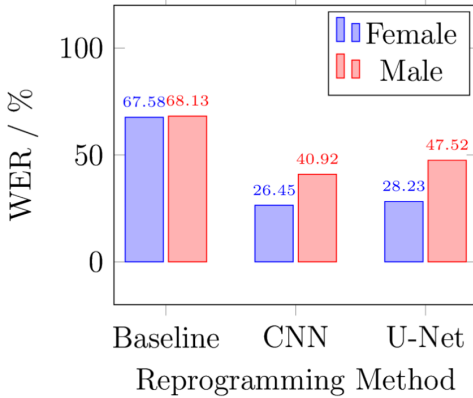 100
50
0
WER / %
Female
Male
67.58
68.13
26.45
40.92
28.23
47.52
Baseline
CNN
U-Net
Reprogramming Method